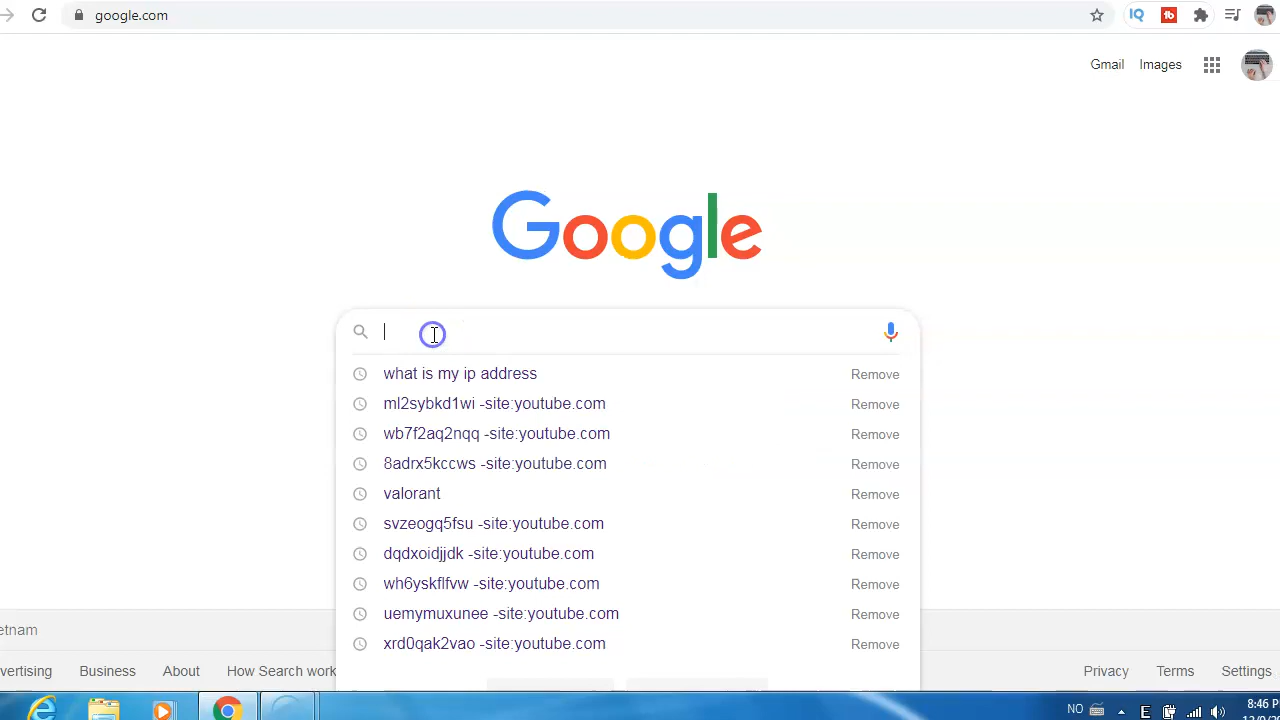 google.com
IQ
tb
Gmail Images
Google
what is my ip address Remove
ml2sybkd1wi -site:youtube.com Remove
wb7f2aq2nqq -site:youtube.com Remove
8adrx5kccws -site:youtube.com Remove
valorant Remove
svzeogq5fsu -site:youtube.com Remove
dqdxoidjjdk -site:youtube.com Remove
wh6yskflfvw -site:youtube.com Remove
uemymuxunee -site:youtube.com Remove
xrd0qak2vao -site:youtube.com Remove
etnam
vertising Business About How Search work
Privacy Terms Settings
NO E 8:46 P